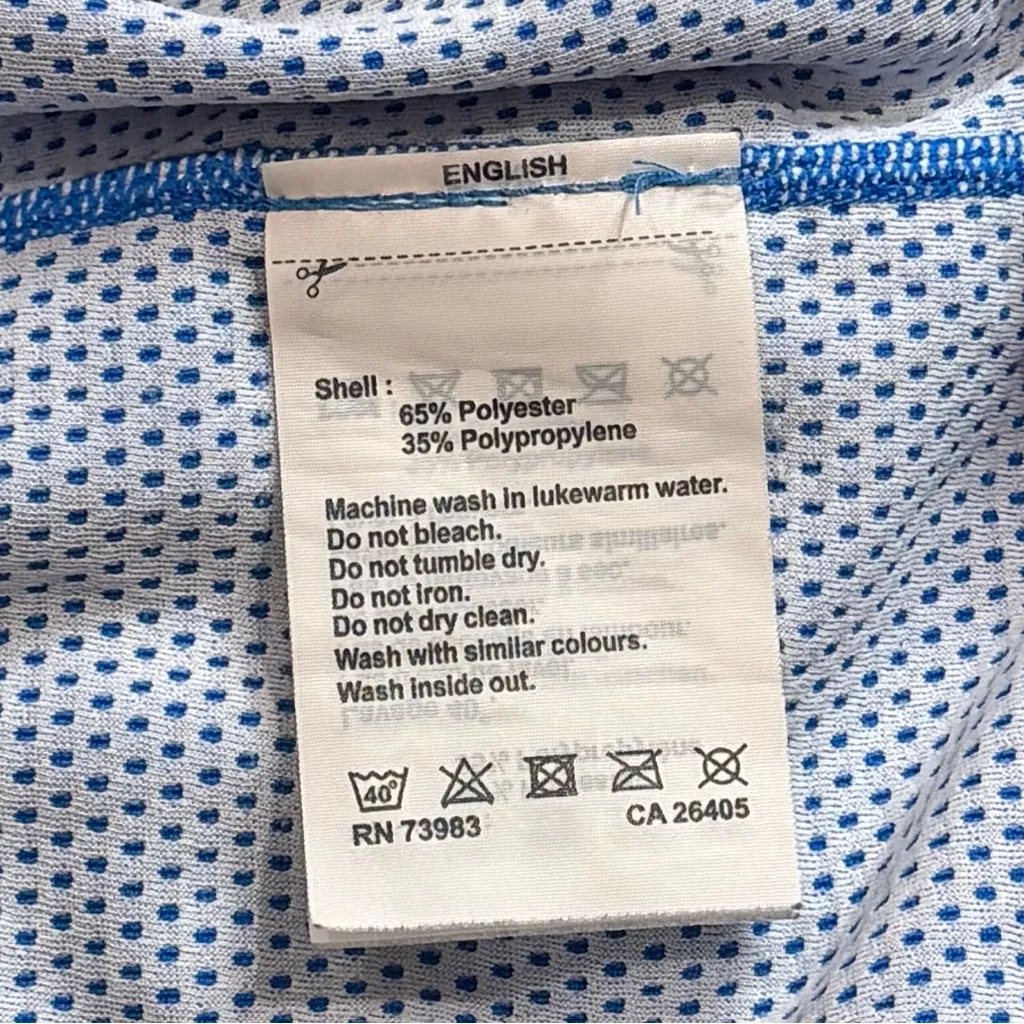 ENGLISH
Shell :
65% Polyester
35% Polypropylene
Machine wash in lukewarm water.
Do not bleach.
Do not tumble dry.
Do not iron.
Do not dry clean.
Wash with similar colours.
Wash inside out.
40°
RN 73983 CA 26405